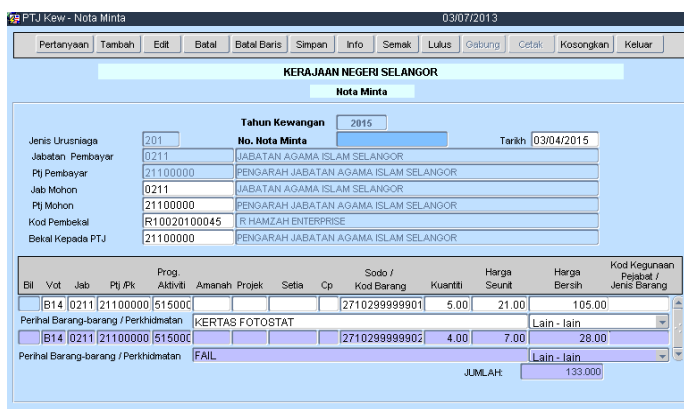 PTJ Kew - Nota Minta 03/07/2013
Pertanyaan Tambah Edit Batal Batal Baris Simpan Info Semak Lulus Gabung Cetak Kosongkan Keluar
KERAJAAN NEGERI SELANGOR
Nota Minta
Tahun Kewangan 2015
Jenis Urusniaga 201 No. Nota Minta Tarikh 03/04/2015
Jabatan Pembayar 0211 JABATAN AGAMA ISLAM SELANGOR
Ptj Pembayar 21100000 PENGARAH JABATAN AGAMA ISLAM SELANGOR
Jab Mohon 0211 JABATAN AGAMA ISLAM SELANGOR
Ptj Mohon 21100000 PENGARAH JABATAN AGAMA ISLAM SELANGOR
Kod Pembekal R10020100045 R HAMZAH ENTERPRISE
Bekal Kepada PTJ 21100000 PENGARAH JABATAN AGAMA ISLAM SELANGOR
Bil Vot Jab Ptj /Pk Prog. Aktiviti Amanah Projek Setia Cp Sodo / Kod Barang Kuantiti Harga Seunit Harga Bersih Kod Kegunaan Pejabat / Jenis Barang
B14 0211 21100000 515000 2710299999901 5.00 21.00 105.00
Perihal Barang-barang / Perkhidmatan KERTAS FOTOSTAT Lain - lain
B14 0211 21100000 515000 2710299999902 4.00 7.00 28.00
Perihal Barang-barang / Perkhidmatan FAIL Lain - lain
JUMLAH: 133.000